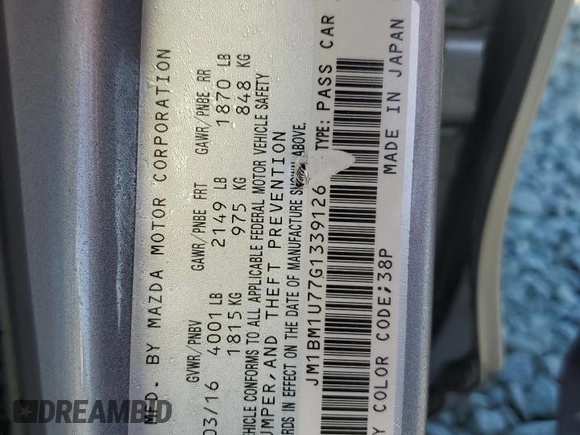 MFD. BY MAZDA MOTOR CORPORATION
GVWR/PNBV GAWR/PNBE FRT GAWR/PNBE RR
03/16 4001 LB 2149 LB 1870 LB
1815 KG 975 KG 848 KG
VEHICLE CONFORMS TO ALL APPLICABLE FEDERAL MOTOR VEHICLE SAFETY
BUMPER, AND THEFT PREVENTION
STANDARDS IN EFFECT ON THE DATE OF MANUFACTURE SHOWN ABOVE.
JM1BM1U77G1339126 TYPE: PASS CAR
Y COLOR CODE;38P MADE IN JAPAN
DREAMBID